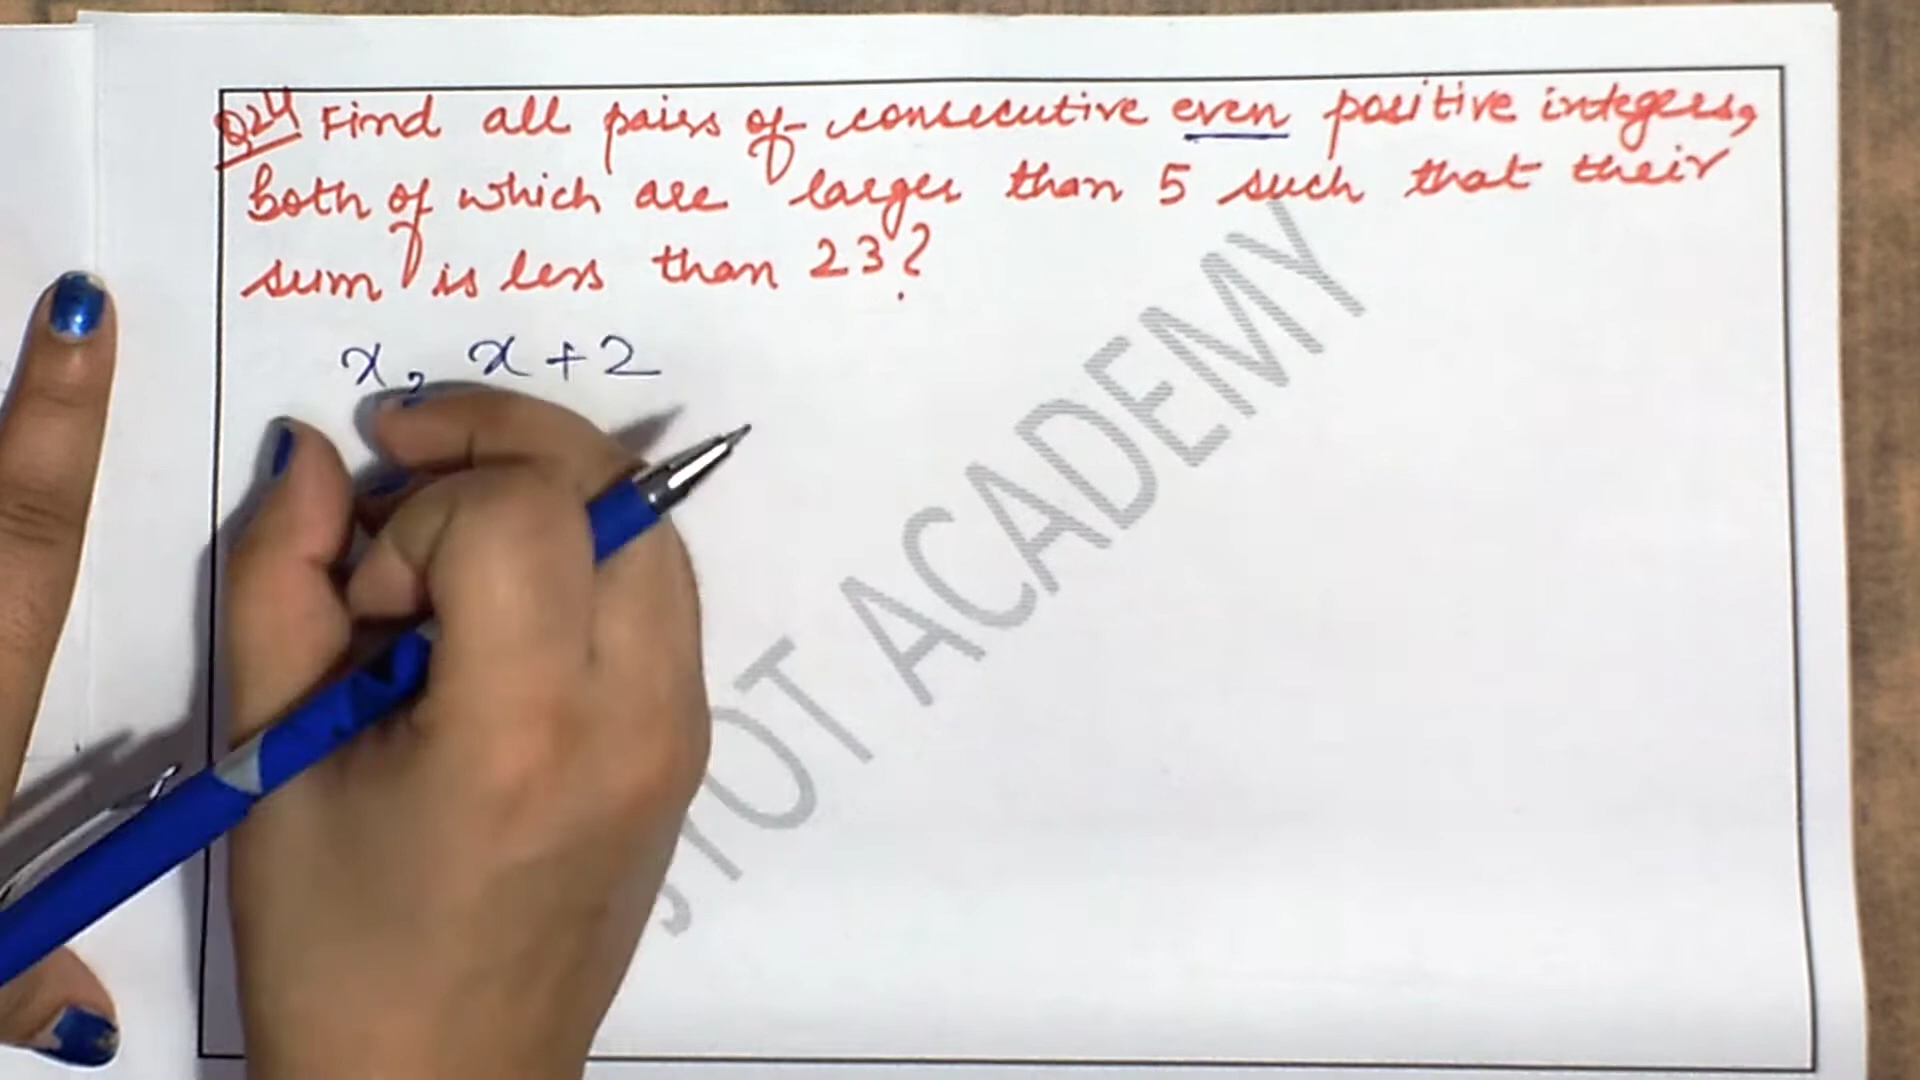 Q24 Find all pairs of consecutive even positive integers,
both of which are larger than 5 such that their
sum is less than 23?
x, x+2
ACADEMY